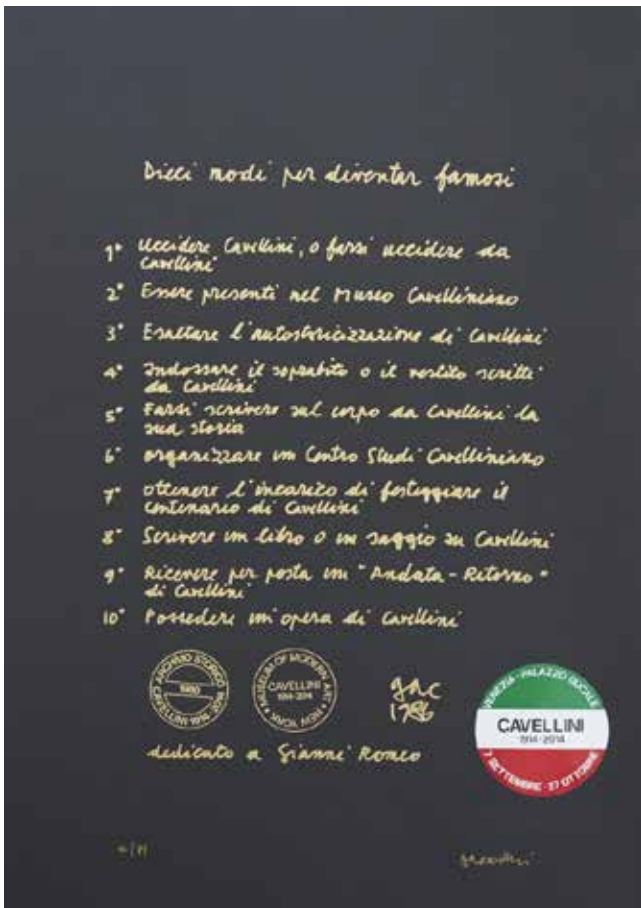 Dieci modi per diventar famosi
1° Uccidere Cavellini, o farsi uccidere da
Cavellini
2° Essere presenti nel Museo Cavelliniano
3° Esaltare l'autostoricizzazione di Cavellini
4° Indossare il soprabito o il vestito scritti
da Cavellini
5° Farsi scrivere sul corpo da Cavellini la
sua storia
6° organizzare un Centro Studi Cavelliniano
7° ottenere l'incarico di festeggiare il
centenario di Cavellini
8° Scrivere un libro o un saggio su Cavellini
9° Ricevere per posta un "Andata-Ritorno"
di Cavellini
10° Possedere un'opera di Cavellini
ARCHIVIO STORICO
1980
CAVELLINI 1914-2014
MUSEUM OF MODERN ART
CAVELLINI
1914-2014
NEW YORK
gac
VENEZIA - PALAZZO DUCALE
CAVELLINI
1914-2014
7 SETTEMBRE - 27 OTTOBRE
dedicato a Gianni Romeo